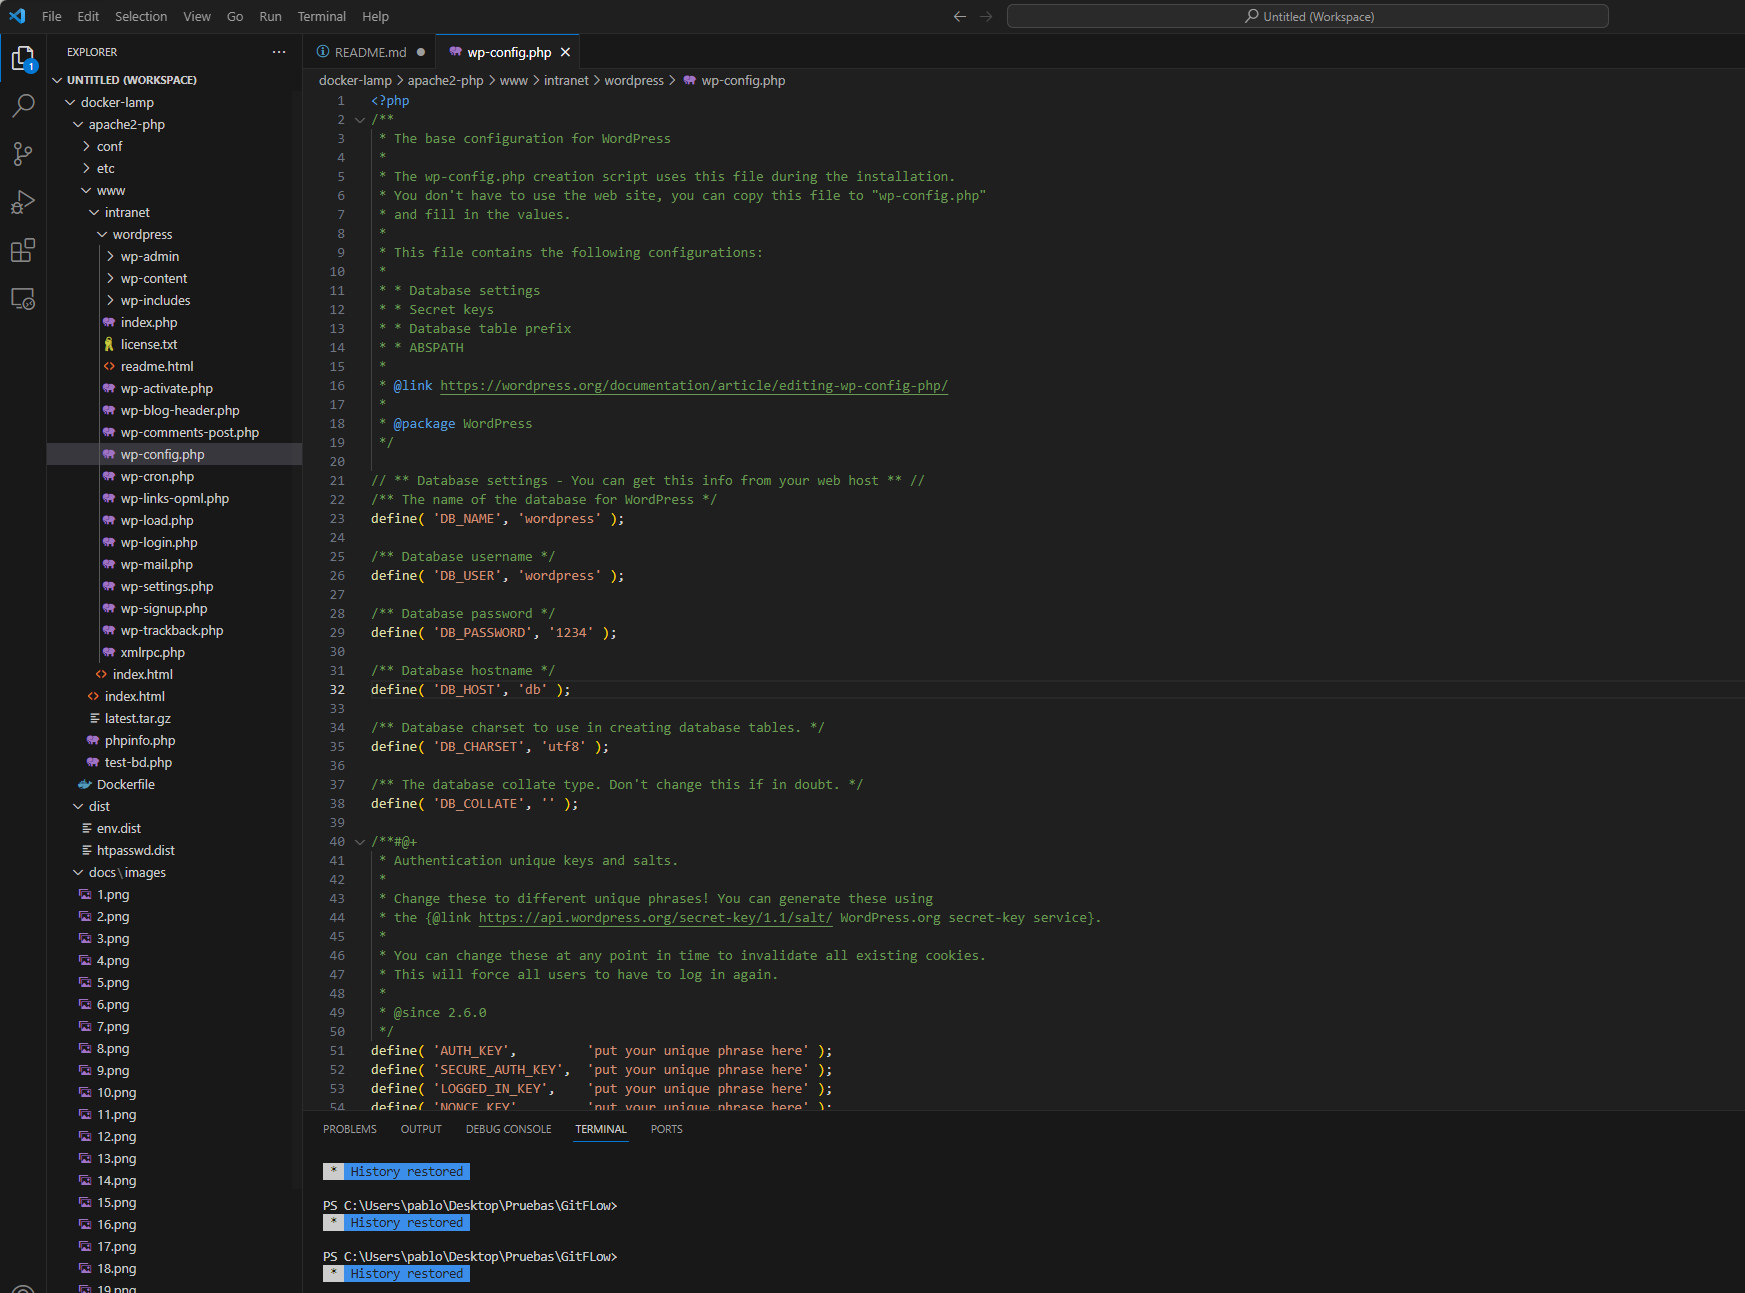 File Edit Selection View Go Run Terminal Help
Untitled (Workspace)
EXPLORER
UNTITLED (WORKSPACE)
docker-lamp
apache2-php
conf
etc
www
intranet
wordpress
wp-admin
wp-content
wp-includes
index.php
license.txt
readme.html
wp-activate.php
wp-blog-header.php
wp-comments-post.php
wp-config.php
wp-cron.php
wp-links-opml.php
wp-load.php
wp-login.php
wp-mail.php
wp-settings.php
wp-signup.php
wp-trackback.php
xmlrpc.php
index.html
index.html
latest.tar.gz
phpinfo.php
test-bd.php
Dockerfile
dist
env.dist
htpasswd.dist
docs\images
1.png
2.png
3.png
4.png
5.png
6.png
7.png
8.png
9.png
10.png
11.png
12.png
13.png
14.png
15.png
16.png
17.png
18.png
19.png
1
README.md wp-config.php
docker-lamp > apache2-php > www > intranet > wordpress > wp-config.php
1 <?php
2 /**
3 * The base configuration for WordPress
4 *
5 * The wp-config.php creation script uses this file during the installation.
6 * You don't have to use the web site, you can copy this file to "wp-config.php"
7 * and fill in the values.
8 *
9 * This file contains the following configurations:
10 *
11 * * Database settings
12 * * Secret keys
13 * * Database table prefix
14 * * ABSPATH
15 *
16 * @link https://wordpress.org/documentation/article/editing-wp-config-php/
17 *
18 * @package WordPress
19 */
20
21 // ** Database settings - You can get this info from your web host ** //
22 /** The name of the database for WordPress */
23 define( 'DB_NAME', 'wordpress' );
24
25 /** Database username */
26 define( 'DB_USER', 'wordpress' );
27
28 /** Database password */
29 define( 'DB_PASSWORD', '1234' );
30
31 /** Database hostname */
32 define( 'DB_HOST', 'db' );
33
34 /** Database charset to use in creating database tables. */
35 define( 'DB_CHARSET', 'utf8' );
36
37 /** The database collate type. Don't change this if in doubt. */
38 define( 'DB_COLLATE', '' );
39
40 /**#@+
41 * Authentication unique keys and salts.
42 *
43 * Change these to different unique phrases! You can generate these using
44 * the {@link https://api.wordpress.org/secret-key/1.1/salt/ WordPress.org secret-key service}.
45 *
46 * You can change these at any point in time to invalidate all existing cookies.
47 * This will force all users to have to log in again.
48 *
49 * @since 2.6.0
50 */
51 define( 'AUTH_KEY', 'put your unique phrase here' );
52 define( 'SECURE_AUTH_KEY', 'put your unique phrase here' );
53 define( 'LOGGED_IN_KEY', 'put your unique phrase here' );
54 define( 'NONCE_KEY', 'put your unique phrase here' );
PROBLEMS OUTPUT DEBUG CONSOLE TERMINAL PORTS
* History restored
PS C:\Users\pablo\Desktop\Pruebas\GitFLow>
* History restored
PS C:\Users\pablo\Desktop\Pruebas\GitFLow>
* History restored